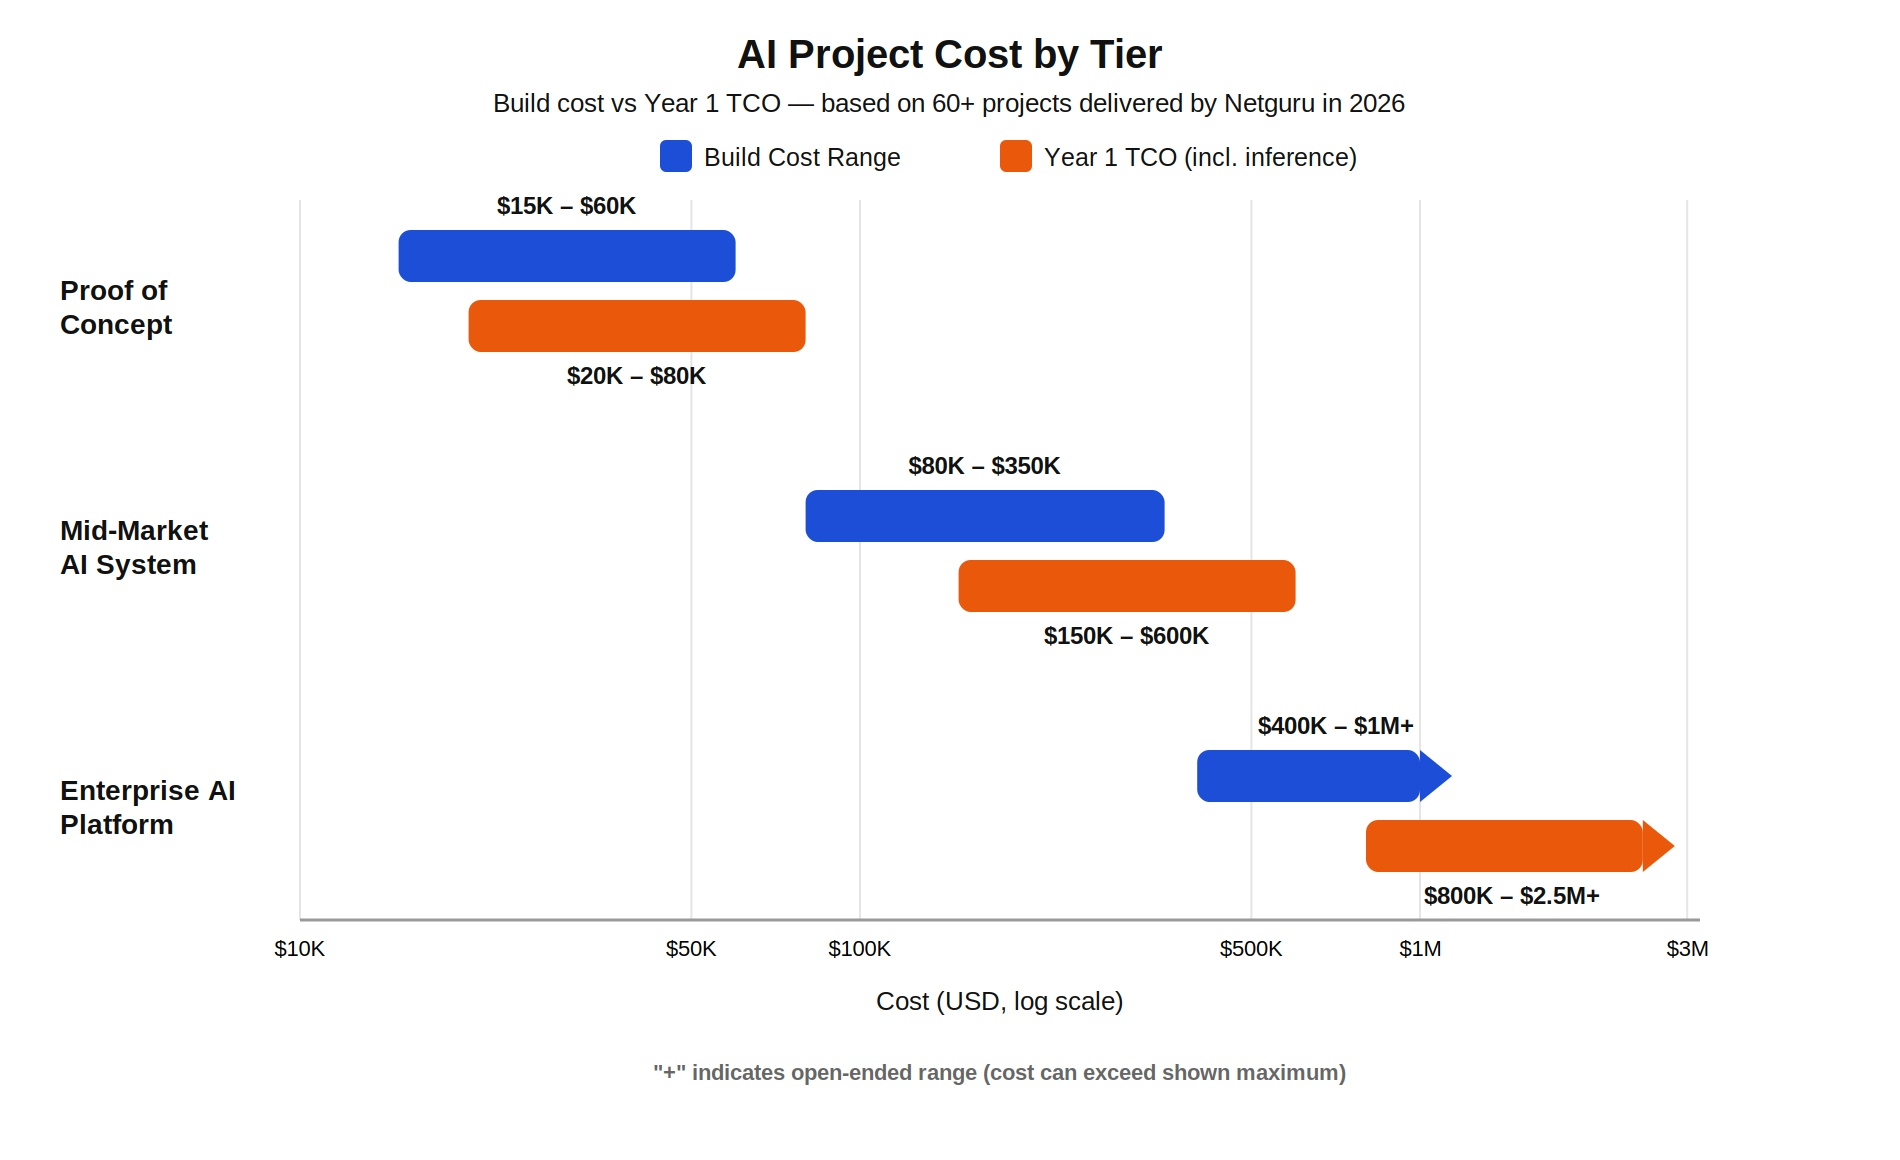 AI Project Cost by Tier
Build cost vs Year 1 TCO — based on 60+ projects delivered by Netguru in 2026
Build Cost Range
Year 1 TCO (incl. inference)
$15K – $60K
Proof of
Concept
$20K – $80K
$80K – $350K
Mid-Market
AI System
$150K – $600K
$400K – $1M+
Enterprise AI
Platform
$800K – $2.5M+
$10K $50K $100K $500K $1M $3M
Cost (USD, log scale)
"+" indicates open-ended range (cost can exceed shown maximum)